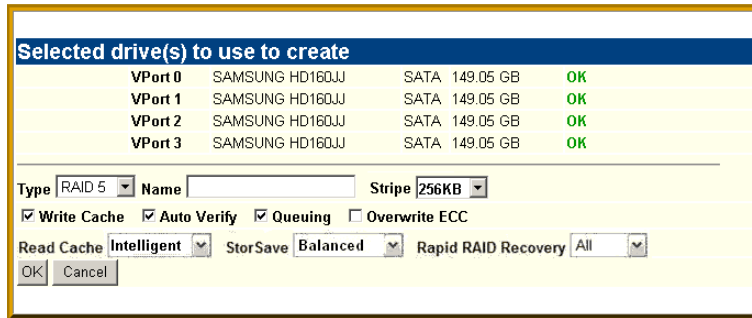 Selected drive(s) to use to create
VPort 0 SAMSUNG HD160JJ SATA 149.05 GB OK
VPort 1 SAMSUNG HD160JJ SATA 149.05 GB OK
VPort 2 SAMSUNG HD160JJ SATA 149.05 GB OK
VPort 3 SAMSUNG HD160JJ SATA 149.05 GB OK
Type RAID 5 Name Stripe 256KB
Write Cache Auto Verify Queuing Overwrite ECC
Read Cache Intelligent StorSave Balanced Rapid RAID Recovery All
OK Cancel